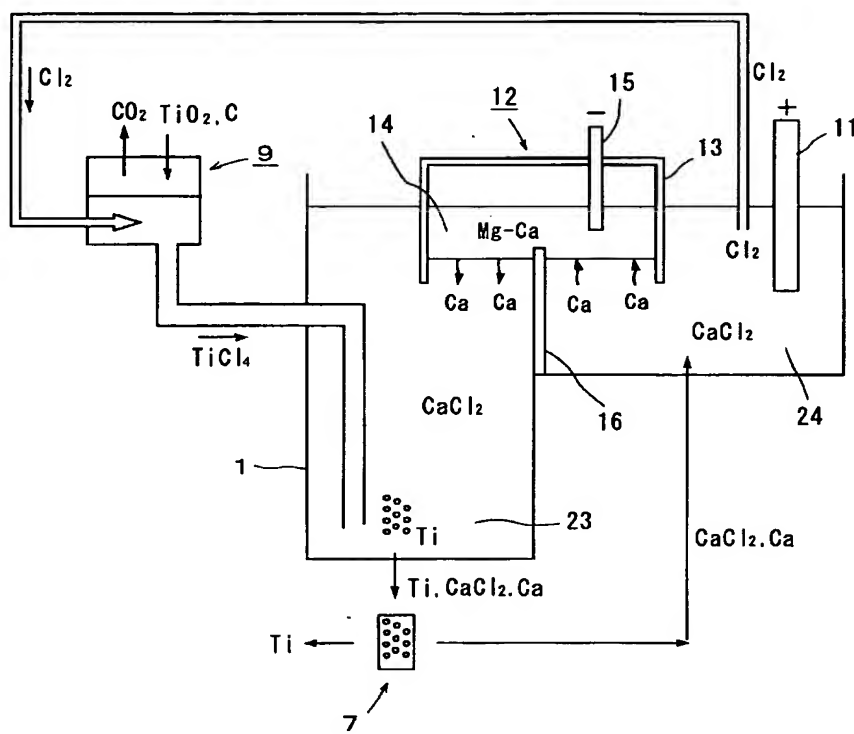 Cl2
Cl2
CO2 TiO2.C
9
12
15
−
+
11
13
14
Mg-Ca
Cl2
Ca
Ca
Ca
Ca
TiCl4
CaCl2
24
CaCl2
16
1
Ti
23
CaCl2.Ca
Ti.CaCl2.Ca
Ti
7